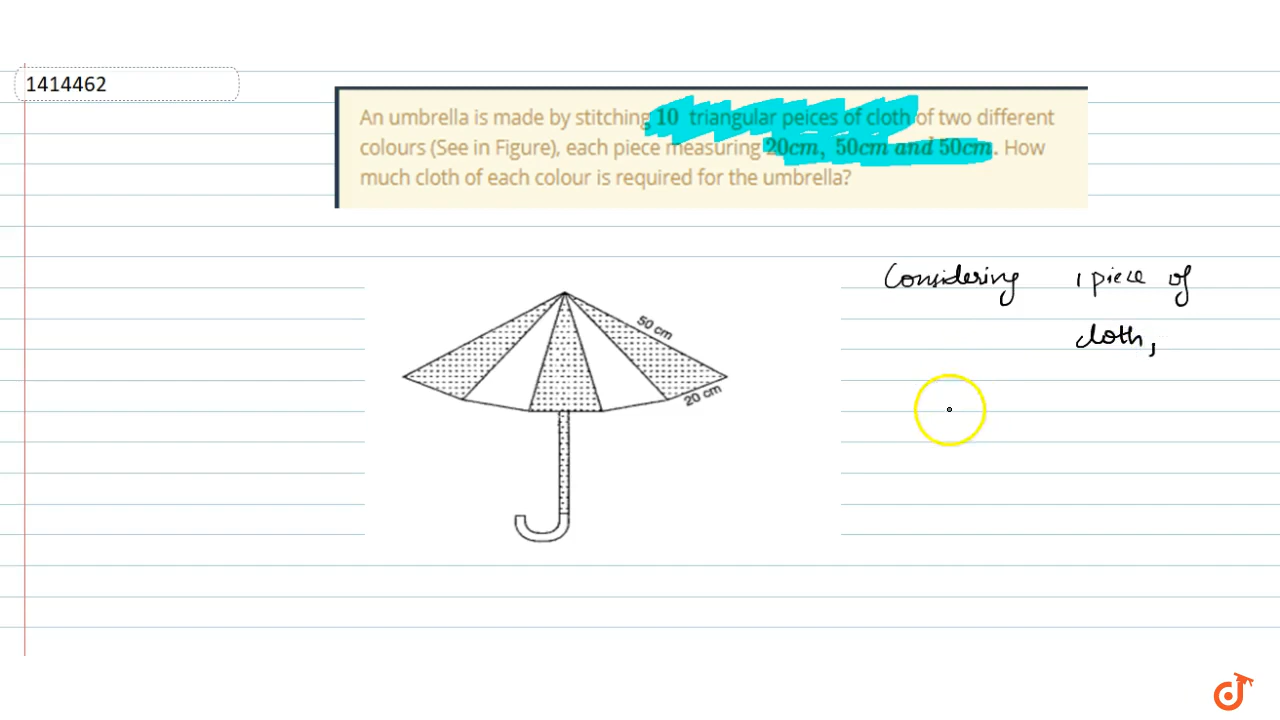 1414462
An umbrella is made by stitching 10 triangular peices of cloth of two different
colours (See in Figure), each piece measuring 20cm, 50cm and 50cm. How
much cloth of each colour is required for the umbrella?
Considering 1 piece of
cloth,
50 cm
20 cm